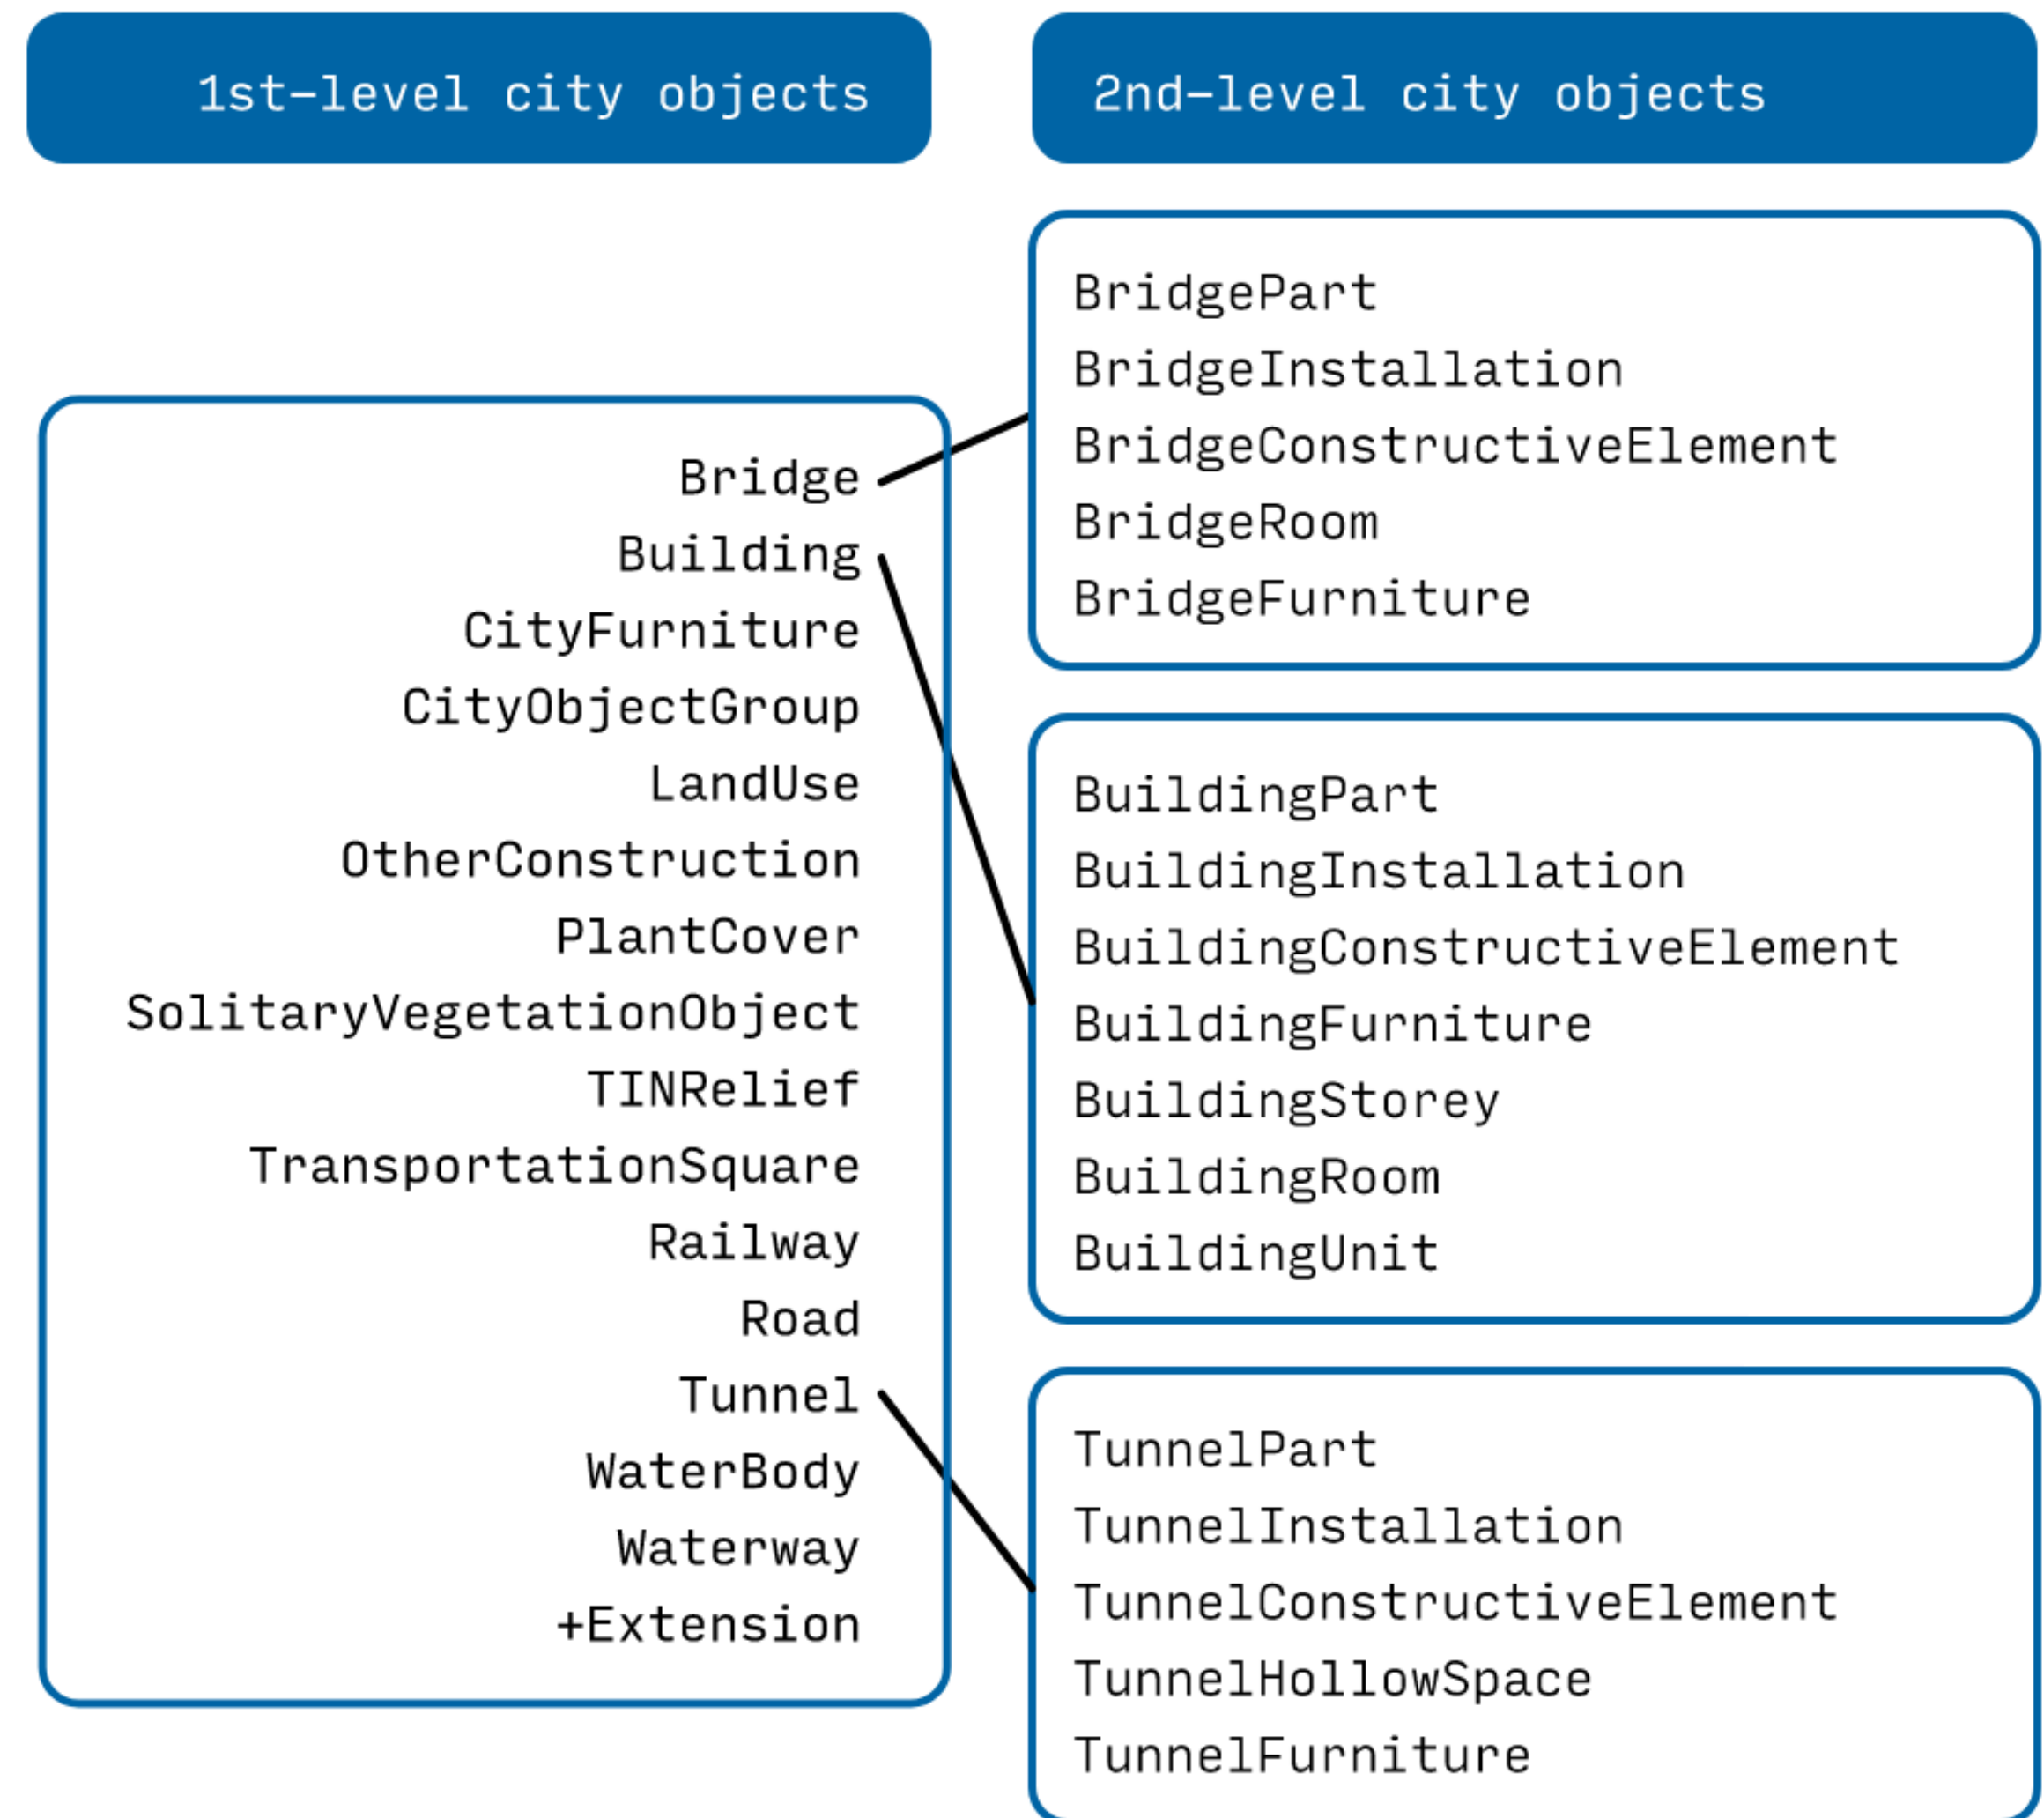 1st-level city objects
Bridge
Building
CityFurniture
CityObjectGroup
LandUse
OtherConstruction
PlantCover
SolitaryVegetationObject
TINRelief
TransportationSquare
Railway
Road
Tunnel
WaterBody
Waterway
+Extension
2nd-level city objects
BridgePart
BridgeInstallation
BridgeConstructiveElement
BridgeRoom
BridgeFurniture
BuildingPart
BuildingInstallation
BuildingConstructiveElement
BuildingFurniture
BuildingStorey
BuildingRoom
BuildingUnit
TunnelPart
TunnelInstallation
TunnelConstructiveElement
TunnelHollowSpace
TunnelFurniture